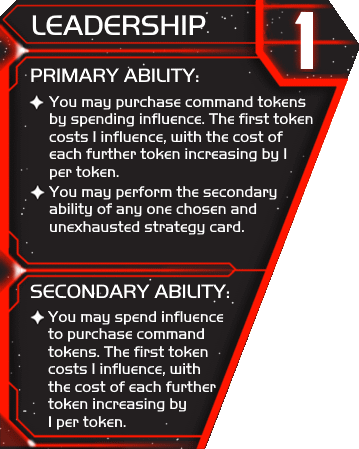 LEADERSHIP
1
PRIMARY ABILITY:
You may purchase command tokens
by spending influence. The first token
costs 1 influence, with the cost of
each further token increasing by 1
per token.
You may perform the secondary
ability of any one chosen and
unexhausted strategy card.
SECONDARY ABILITY:
You may spend influence
to purchase command
tokens. The first token
costs 1 influence, with
the cost of each further
token increasing by
1 per token.